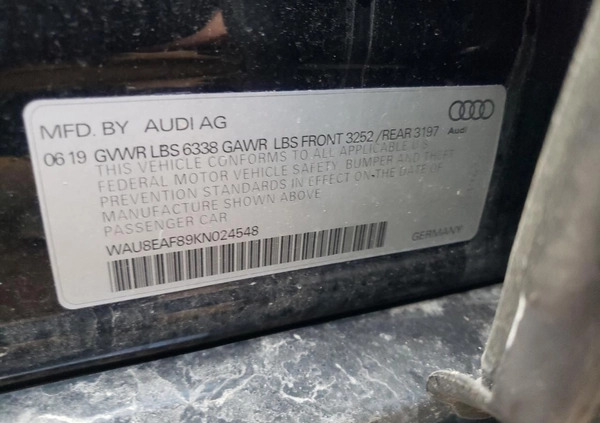 MFD. BY AUDI AG
Audi
06 19 GVWR LBS 6338 GAWR LBS FRONT 3252 / REAR 3197
THIS VEHICLE CONFORMS TO ALL APPLICABLE U.S.
FEDERAL MOTOR VEHICLE SAFETY, BUMPER AND THEFT
PREVENTION STANDARDS IN EFFECT ON THE DATE OF
MANUFACTURE SHOWN ABOVE.
PASSENGER CAR
WAU8EAF89KN024548
GERMANY